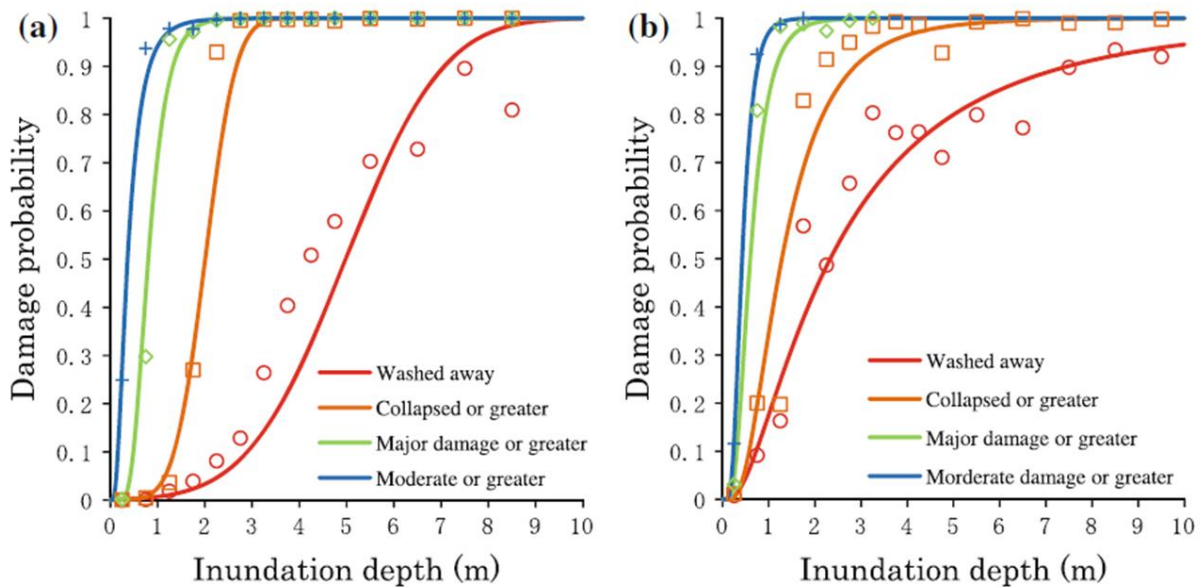 (a)
Damage probability
1
0.9
0.8
0.7
0.6
0.5
0.4
0.3
0.2
0.1
0
Washed away
Collapsed or greater
Major damage or greater
Moderate or greater
0 1 2 3 4 5 6 7 8 9 10
Inundation depth (m)
(b)
Damage probability
1
0.9
0.8
0.7
0.6
0.5
0.4
0.3
0.2
0.1
0
Washed away
Collapsed or greater
Major damage or greater
Morderate damage or greater
0 1 2 3 4 5 6 7 8 9 10
Inundation depth (m)